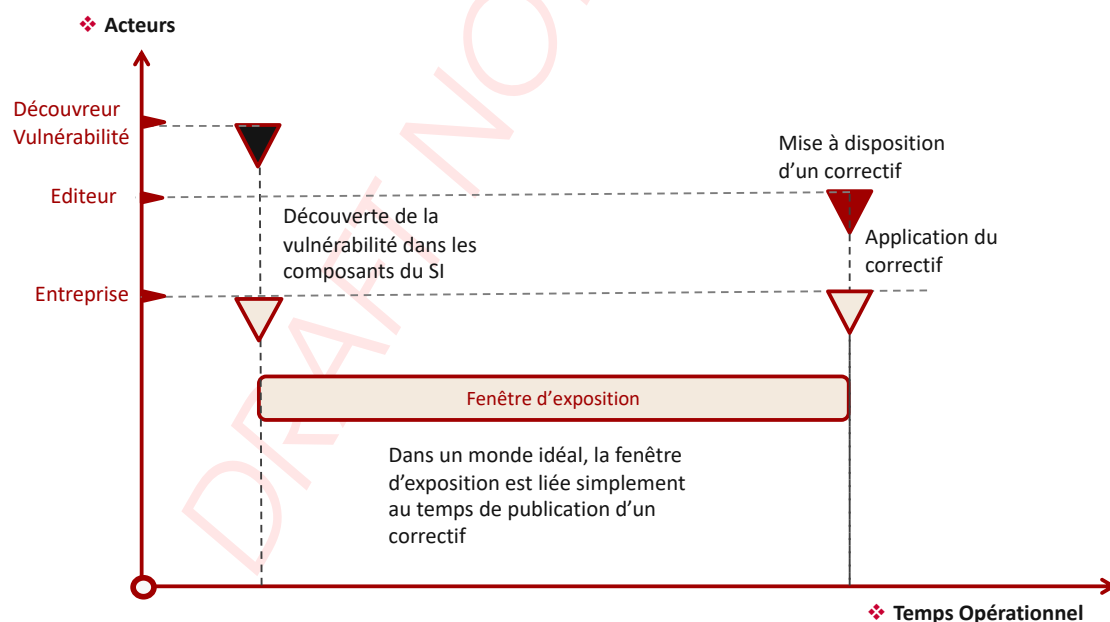 ❖ Acteurs
Découvreur
Vulnérabilité
Mise à disposition
d'un correctif
Editeur
Découverte de la
vulnérabilité dans les
composants du SI
Application du
correctif
Entreprise
Fenêtre d'exposition
Dans un monde idéal, la fenêtre
d'exposition est liée simplement
au temps de publication d'un
correctif
❖ Temps Opérationnel
DRAFT NO